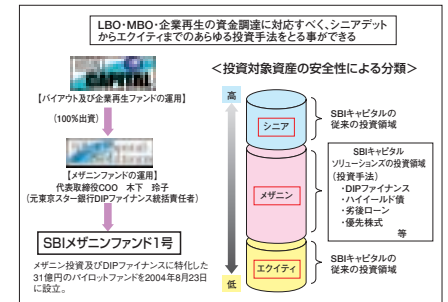 LBO・MBO・企業再生の資金調達に対応すべく、シニアデット
からエクイティまでのあらゆる投資手法をとる事ができる
CAPITAL
【バイアウト及び企業再生ファンドの運用】
(100%出資)
【メザニンファンドの運用】
代表取締役COO 木下 玲子
(元東京スター銀行DIPファイナンス統括責任者)
SBIメザニンファンド1号
メザニン投資及びDIPファイナンスに特化した
31億円のパイロットファンドを2004年8月23日
に設立。
<投資対象資産の安全性による分類>
高
低
シニア
メザニン
エクイティ
SBIキャピタルの
従来の投資領域
SBIキャピタル
ソリューションズの投資領域
(投資手法)
・DIPファイナンス
・ハイイールド債
・劣後ローン
・優先株式
等
SBIキャピタルの
従来の投資領域